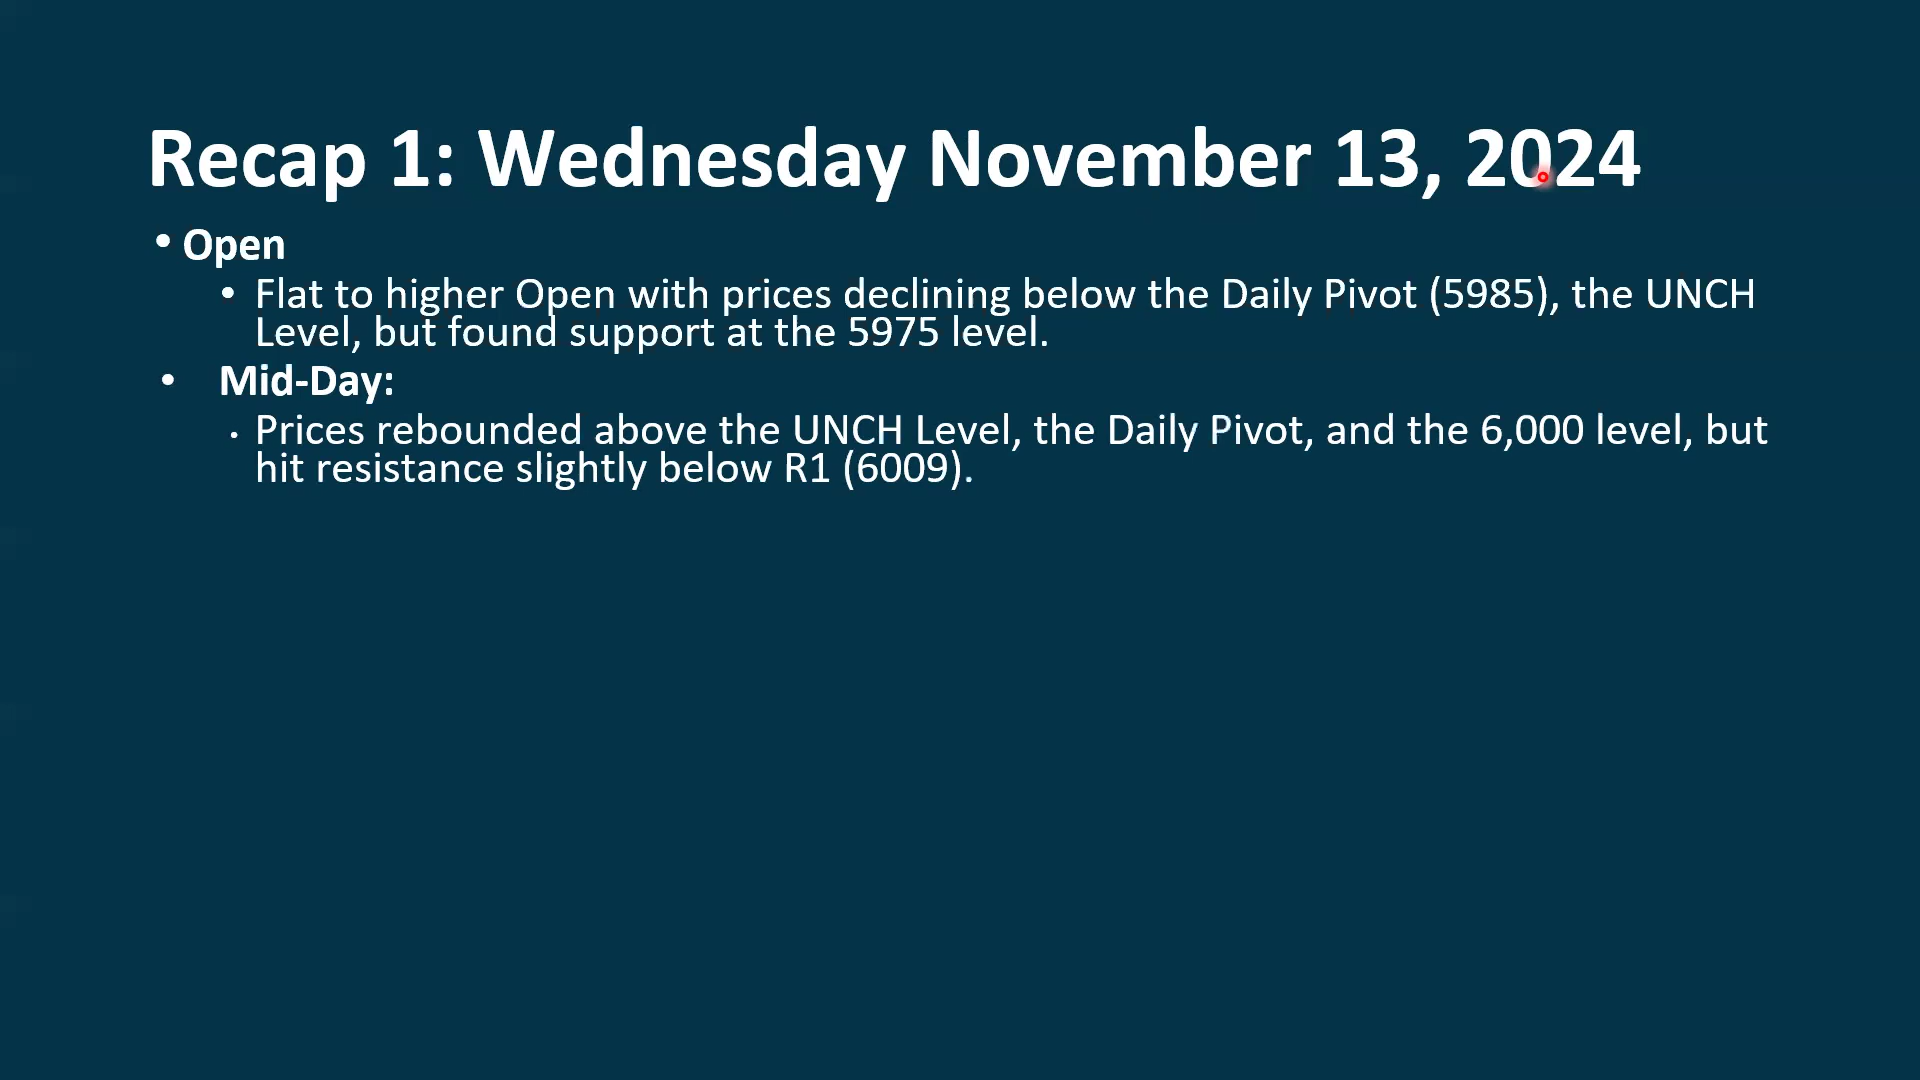 Recap 1: Wednesday November 13, 2024
• Open
• Flat to higher Open with prices declining below the Daily Pivot (5985), the UNCH
Level, but found support at the 5975 level.
• Mid-Day:
• Prices rebounded above the UNCH Level, the Daily Pivot, and the 6,000 level, but
hit resistance slightly below R1 (6009).